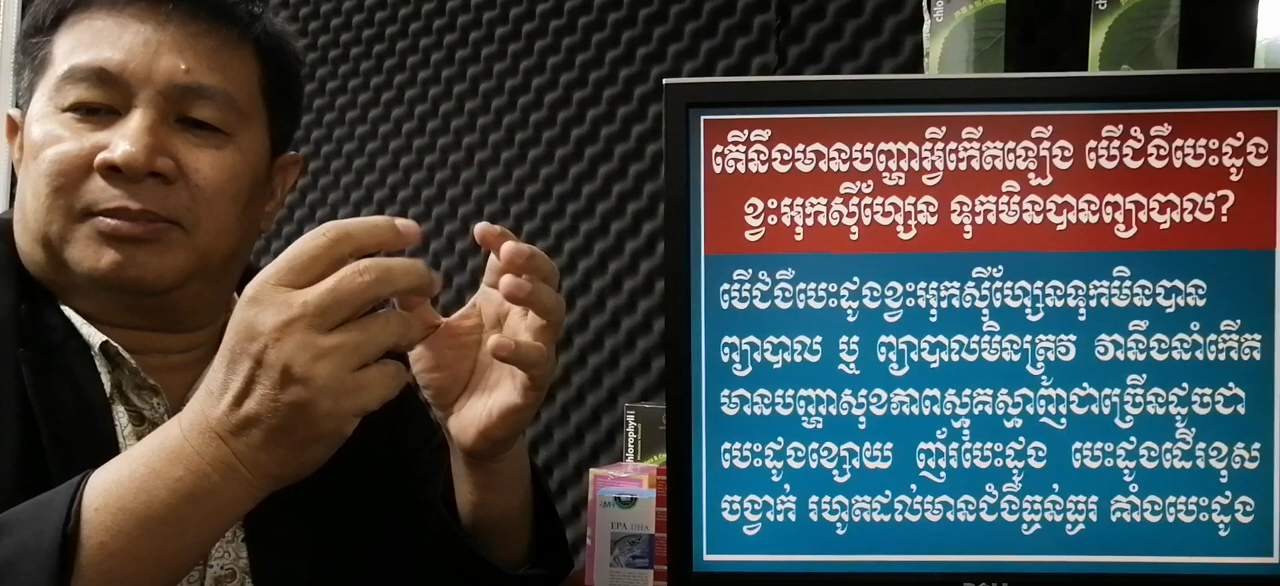 តើនឹងមានបញ្ហាអ្វីកើតឡើង បើជំងឺបេះដូង
ខ្វះអុកស៊ីហ្សែន ទុកមិនបានព្យាបាល?
បើជំងឺបេះដូងខ្វះអុកស៊ីហ្សែនទុកមិនបាន
ព្យាបាល ឬ ព្យាបាលមិនត្រូវ វានឹងនាំកើត
មានបញ្ហាសុខភាពស្មុគស្មាញជាច្រើនដូចជា
បេះដូងខ្សោយ ញ័របេះដូង បេះដូងដើរខុស
ចង្វាក់ រហូតដល់មានជំងឺធ្ងន់ធ្ងរ គាំងបេះដូង
chlorophyll
EPA DHA